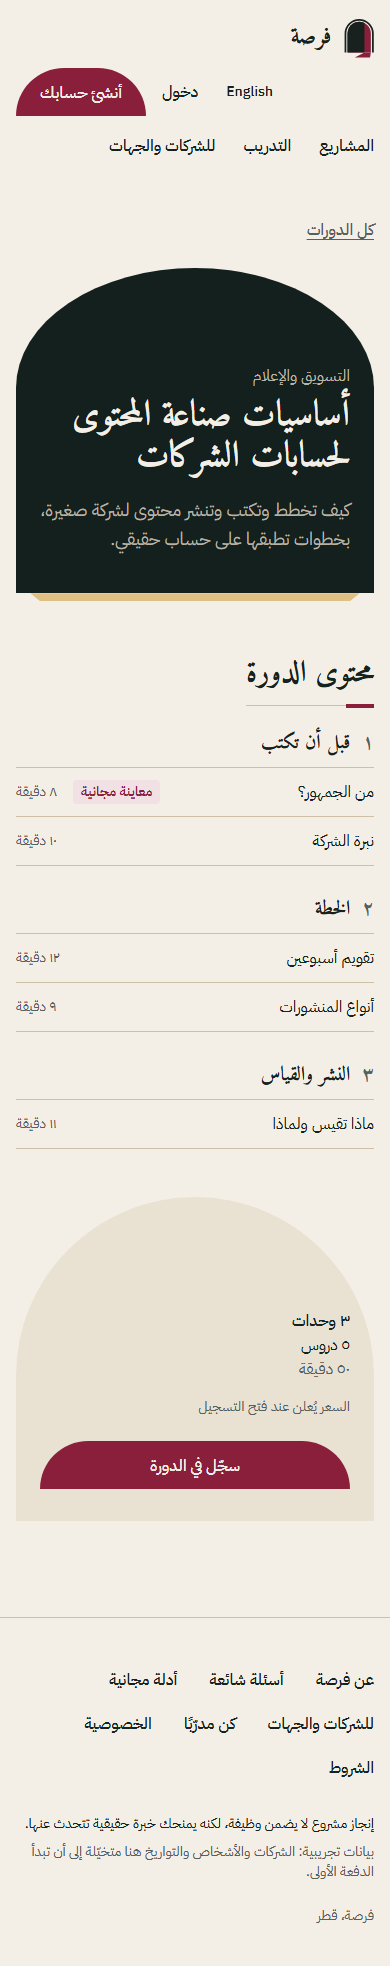 فرصة
English
دخول
أنشئ حسابك
المشاريع
التدريب
للشركات والجهات
كل الدورات
التسويق والإعلام
أساسيات صناعة المحتوى
لحسابات الشركات
كيف تخطط وتكتب وتنشر محتوى لشركة صغيرة،
بخطوات تطبقها على حساب حقيقي.
محتوى الدورة
١ قبل أن تكتب
من الجمهور؟ معاينة مجانية ٨ دقيقة
نبرة الشركة ١٠ دقيقة
٢ الخطة
تقويم أسبوعين ١٢ دقيقة
أنواع المنشورات ٩ دقيقة
٣ النشر والقياس
ماذا تقيس ولماذا ١١ دقيقة
٣ وحدات
٥ دروس
٥٠ دقيقة
السعر يُعلن عند فتح التسجيل
سجّل في الدورة
عن فرصة
أسئلة شائعة
أدلة مجانية
للشركات والجهات
كن مدرّبًا
الخصوصية
الشروط
إنجاز مشروع لا يضمن وظيفة، لكنه يمنحك خبرة حقيقية تتحدث عنها.
بيانات تجريبية: الشركات والأشخاص والتواريخ هنا متخيّلة إلى أن تبدأ
الدفعة الأولى.
فرصة، قطر